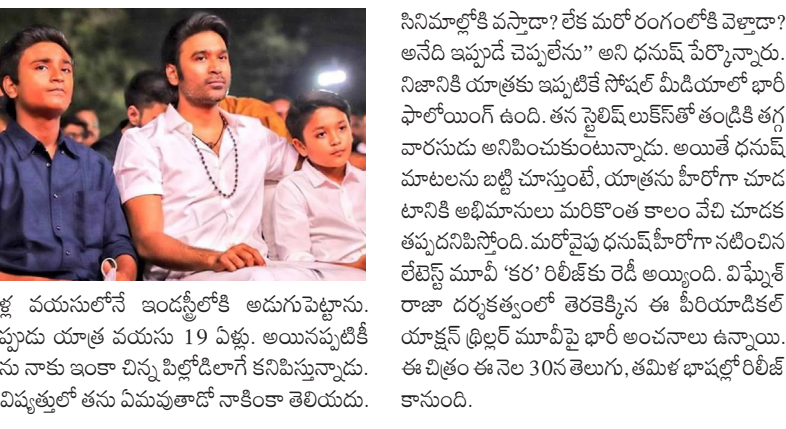 ళ్ల వయసులోనే ఇండస్ట్రీలోకి అడుగుపెట్టాను.
ప్పుడు యాత్ర వయసు 19 ఏళ్లు. అయినప్పటికీ
ను నాకు ఇంకా చిన్న పిల్లోడిలాగే కనిపిస్తున్నాడు.
విష్యత్తులో తను ఏమవుతాడో నాకింకా తెలియదు.
సినిమాల్లోకి వస్తాడా? లేక మరో రంగంలోకి వెళ్తాడా?
అనేది ఇప్పుడే చెప్పలేను" అని ధనుష్ పేర్కొన్నారు.
నిజానికి యాత్రకు ఇప్పటికే సోషల్ మీడియాలో భారీ
ఫాలోయింగ్ ఉంది. తన స్టైలిష్ లుక్స్‌తో తండ్రికి తగ్గ
వారసుడు అనిపించుకుంటున్నాడు. అయితే ధనుష్
మాటలను బట్టి చూస్తుంటే, యాత్రను హీరోగా చూడ
టానికి అభిమానులు మరికొంత కాలం వేచి చూడక
తప్పదనిపిస్తోంది. మరోవైపు ధనుష్ హీరోగా నటించిన
లేటెస్ట్ మూవీ 'కర' రిలీజ్‌కు రెడీ అయ్యింది. విఘ్నేశ్
రాజా దర్శకత్వంలో తెరకెక్కిన ఈ పీరియాడికల్
యాక్షన్ థ్రిల్లర్ మూవీపై భారీ అంచనాలు ఉన్నాయి.
ఈ చిత్రం ఈ నెల 30న తెలుగు, తమిళ భాషల్లో రిలీజ్
కానుంది.